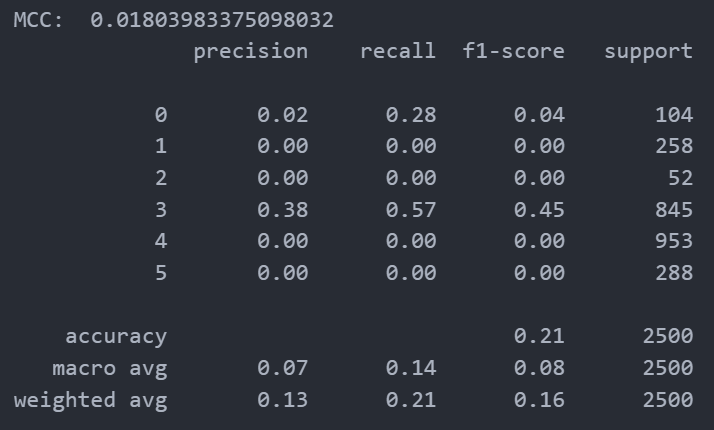 MCC:  0.01803983375098032
              precision    recall  f1-score   support

           0       0.02      0.28      0.04       104
           1       0.00      0.00      0.00       258
           2       0.00      0.00      0.00        52
           3       0.38      0.57      0.45       845
           4       0.00      0.00      0.00       953
           5       0.00      0.00      0.00       288

    accuracy                           0.21      2500
   macro avg       0.07      0.14      0.08      2500
weighted avg       0.13      0.21      0.16      2500